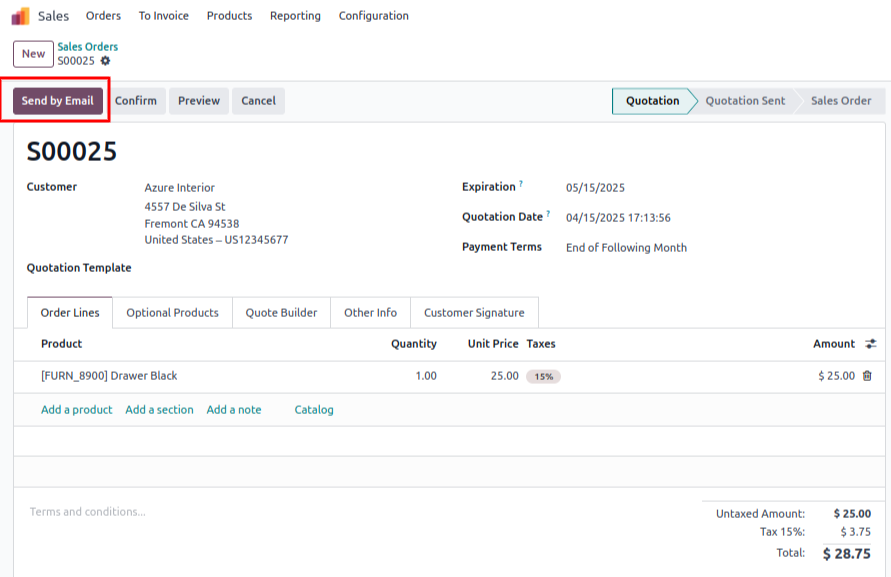 Sales Orders To Invoice Products Reporting Configuration
New
Sales Orders
S00025
Send by Email Confirm Preview Cancel Quotation Quotation Sent Sales Order
S00025
Customer Azure Interior
4557 De Silva St
Fremont CA 94538
United States – US12345677
Expiration ? 05/15/2025
Quotation Date ? 04/15/2025 17:13:56
Payment Terms End of Following Month
Quotation Template
Order Lines Optional Products Quote Builder Other Info Customer Signature
Product Quantity Unit Price Taxes Amount
[FURN_8900] Drawer Black 1.00 25.00 15% $ 25.00
Add a product Add a section Add a note Catalog
Terms and conditions...
Untaxed Amount: $ 25.00
Tax 15%: $ 3.75
Total: $ 28.75